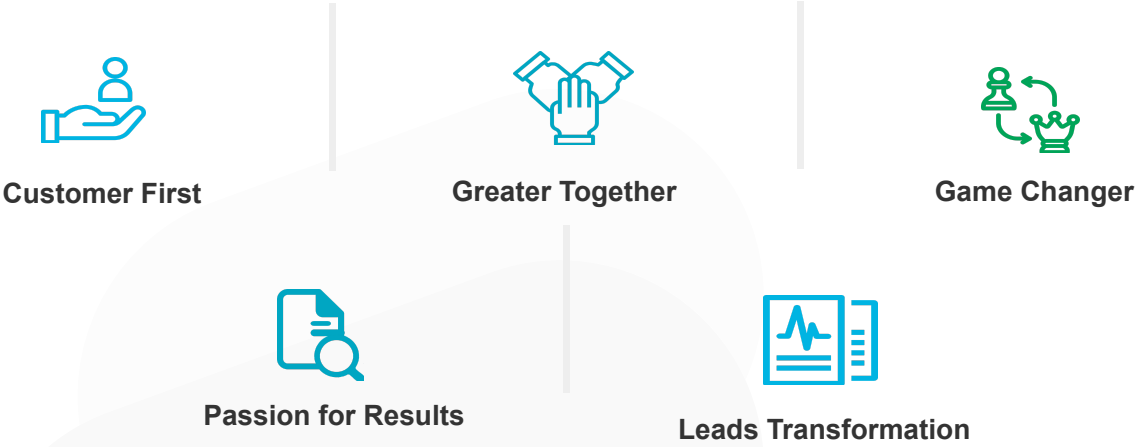 Customer First
Greater Together
Game Changer
Passion for Results
Leads Transformation